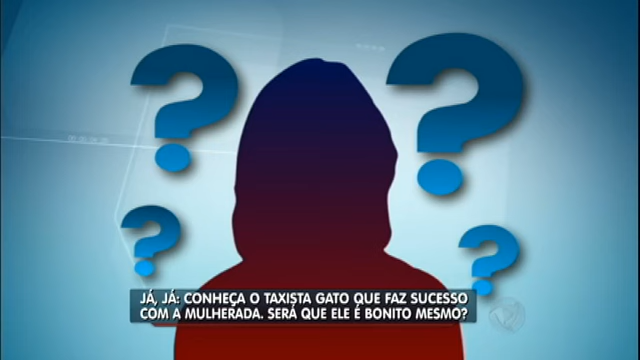 ?
?
?
?
JÁ, JÁ: CONHEÇA O TAXISTA GATO QUE FAZ SUCESSO
COM A MULHERADA. SERÁ QUE ELE É BONITO MESMO?